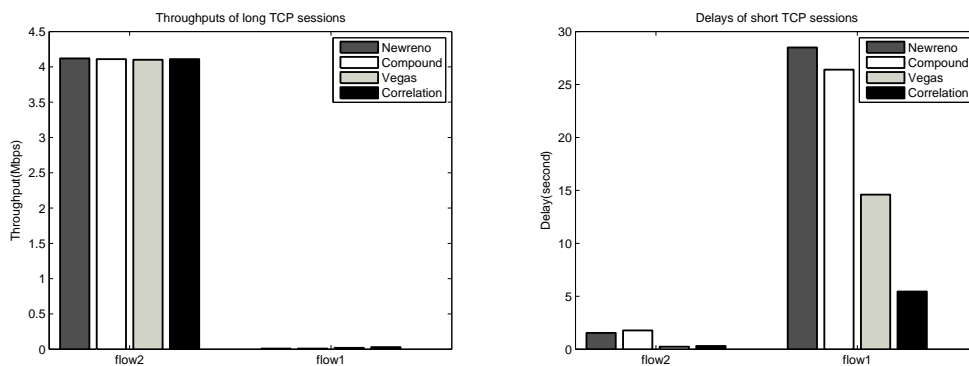 Throughputs of long TCP sessions
4.5
4
3.5
3
2.5
2
1.5
1
0.5
0
Throughput(Mbps)
flow2
flow1
Newreno
Compound
Vegas
Correlation
Delays of short TCP sessions
30
25
20
15
10
5
0
Delay(second)
flow2
flow1
Newreno
Compound
Vegas
Correlation